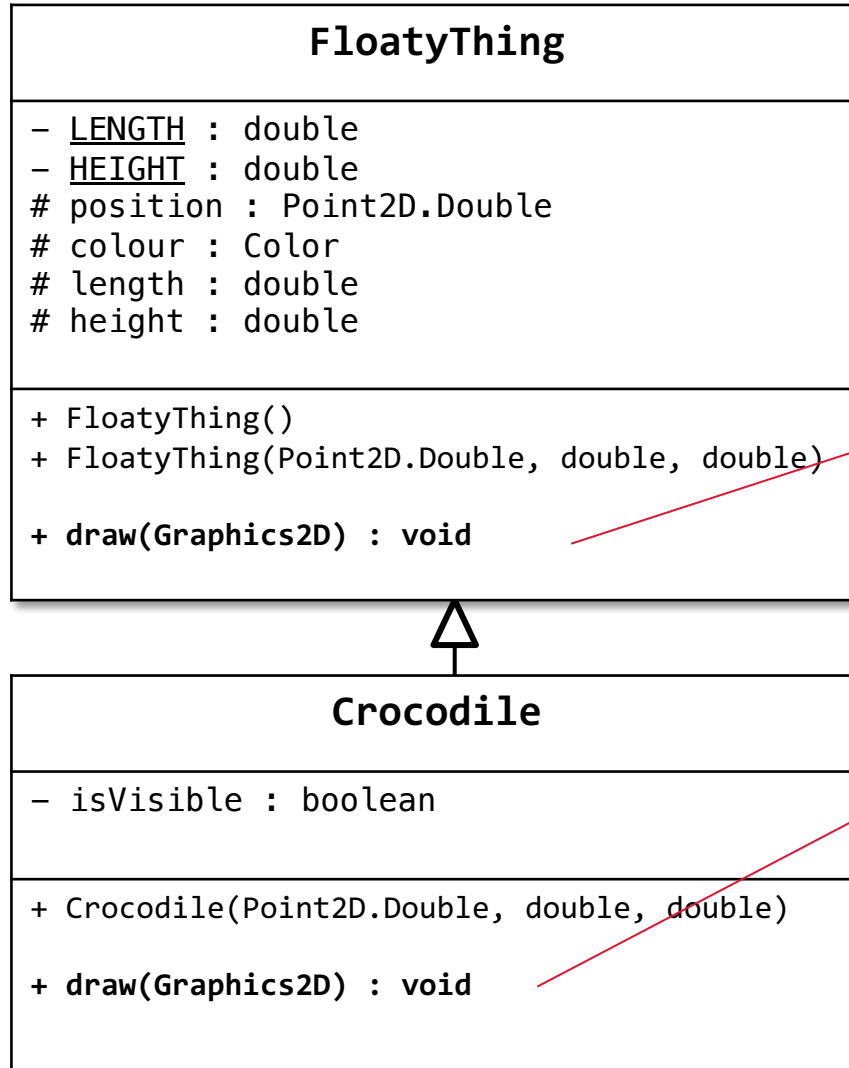 FloatyThing
– LENGTH : double
– HEIGHT : double
# position : Point2D.Double
# colour : Color
# length : double
# height : double
+ FloatyThing()
+ FloatyThing(Point2D.Double, double, double)
+ draw(Graphics2D) : void
Crocodile
– isVisible : boolean
+ Crocodile(Point2D.Double, double, double)
+ draw(Graphics2D) : void